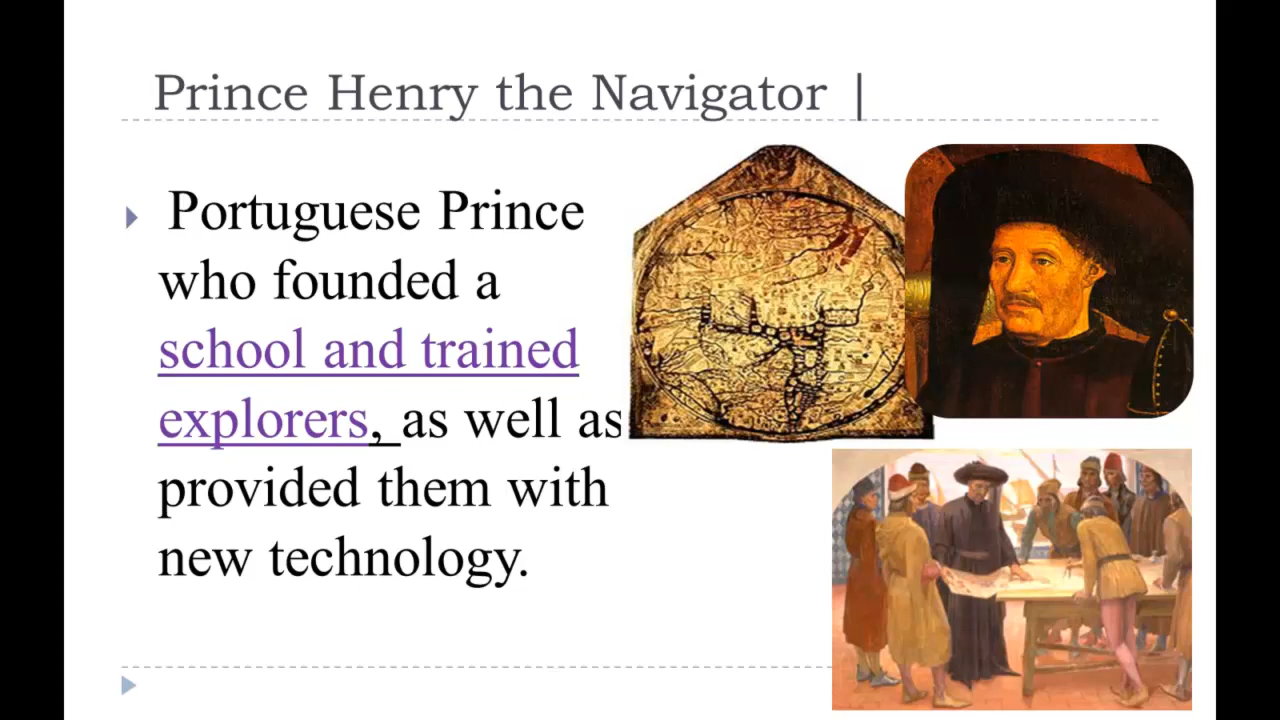 Prince Henry the Navigator |
Portuguese Prince
who founded a
school and trained
explorers, as well as
provided them with
new technology.